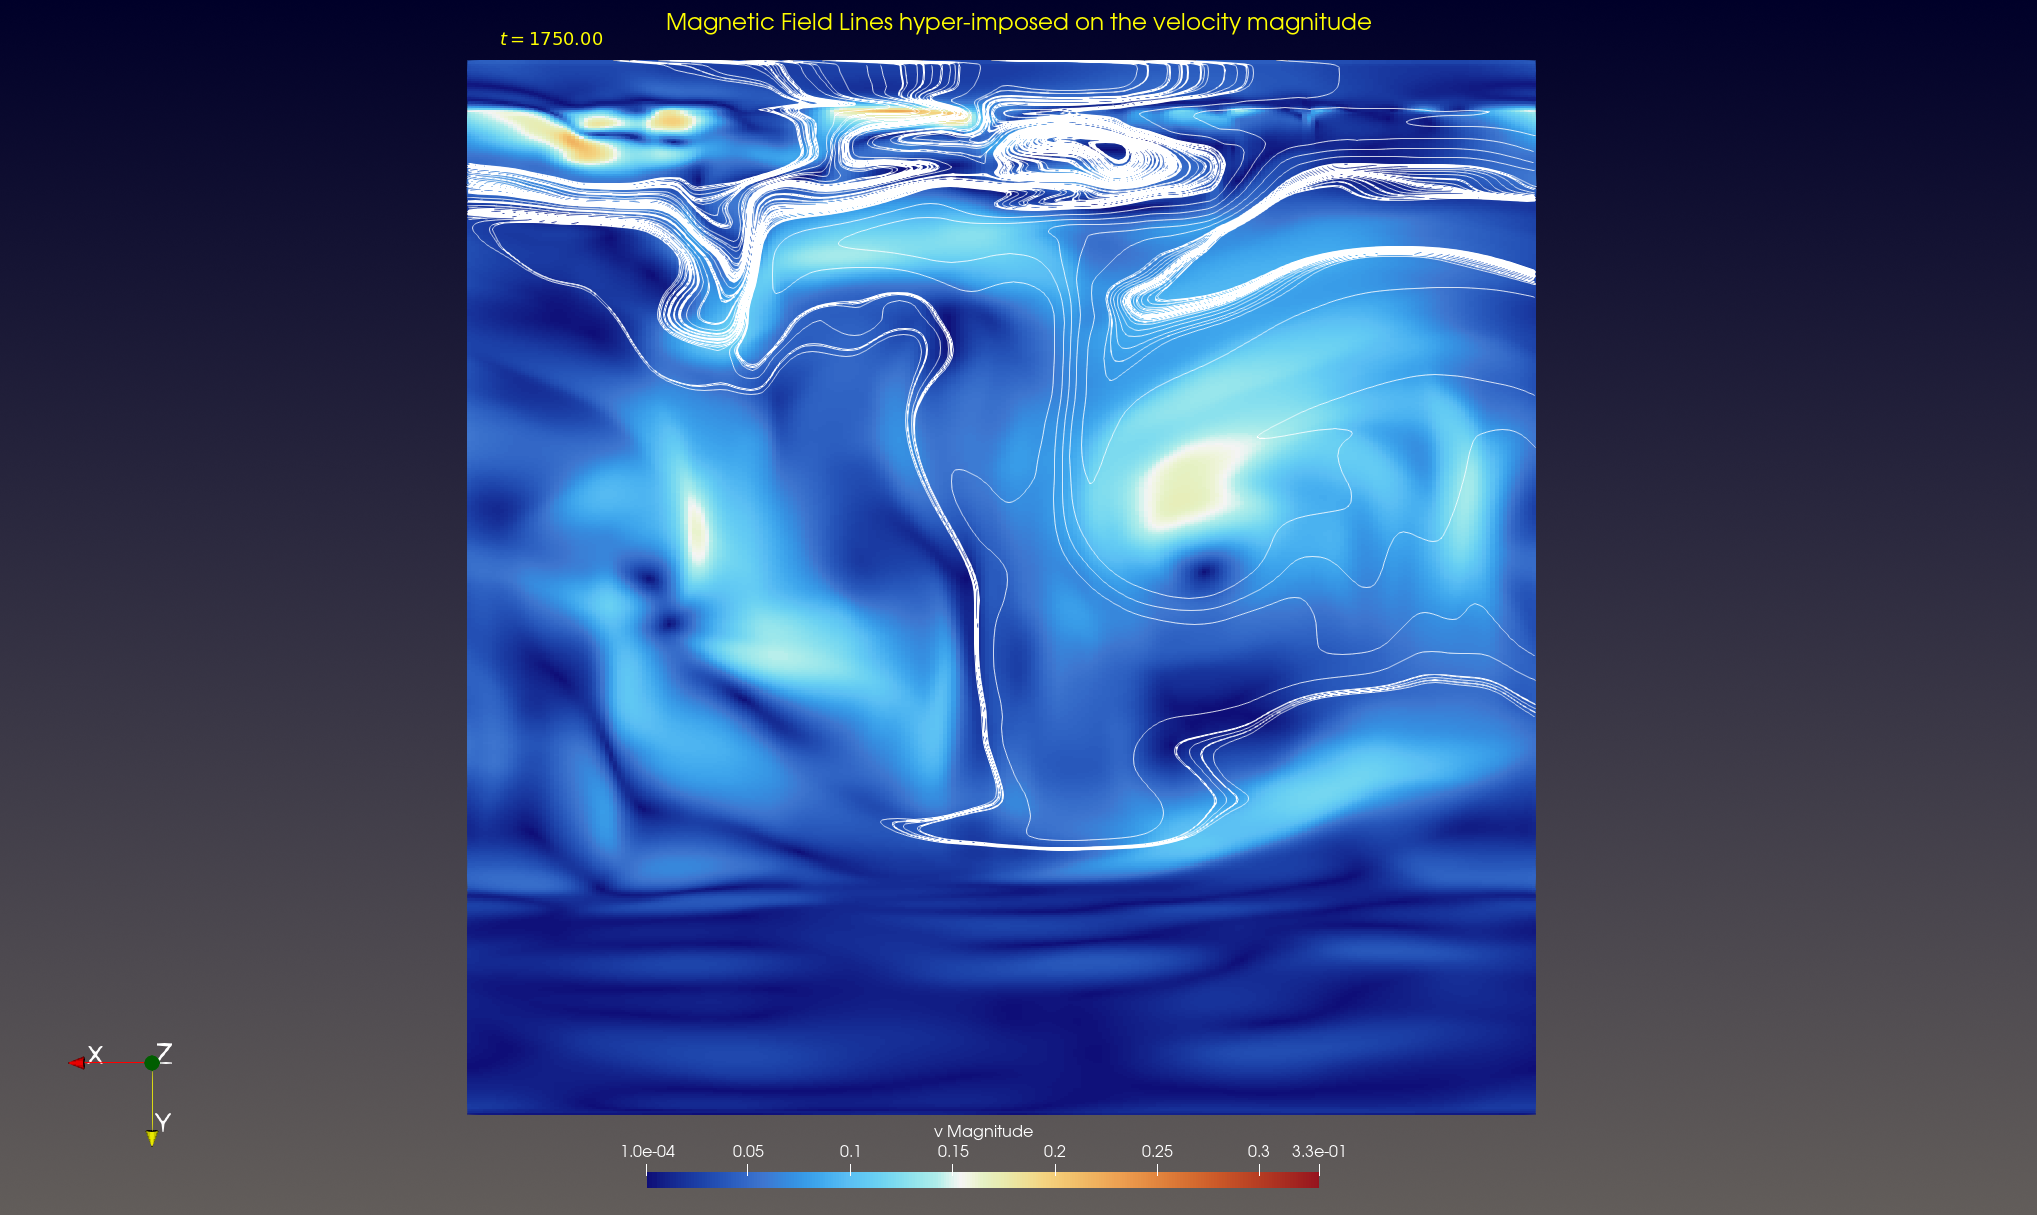 Magnetic Field Lines hyper-imposed on the velocity magnitude
t = 1750.00
X Z
Y
v Magnitude
1.0e-04 0.05 0.1 0.15 0.2 0.25 0.3 3.3e-01